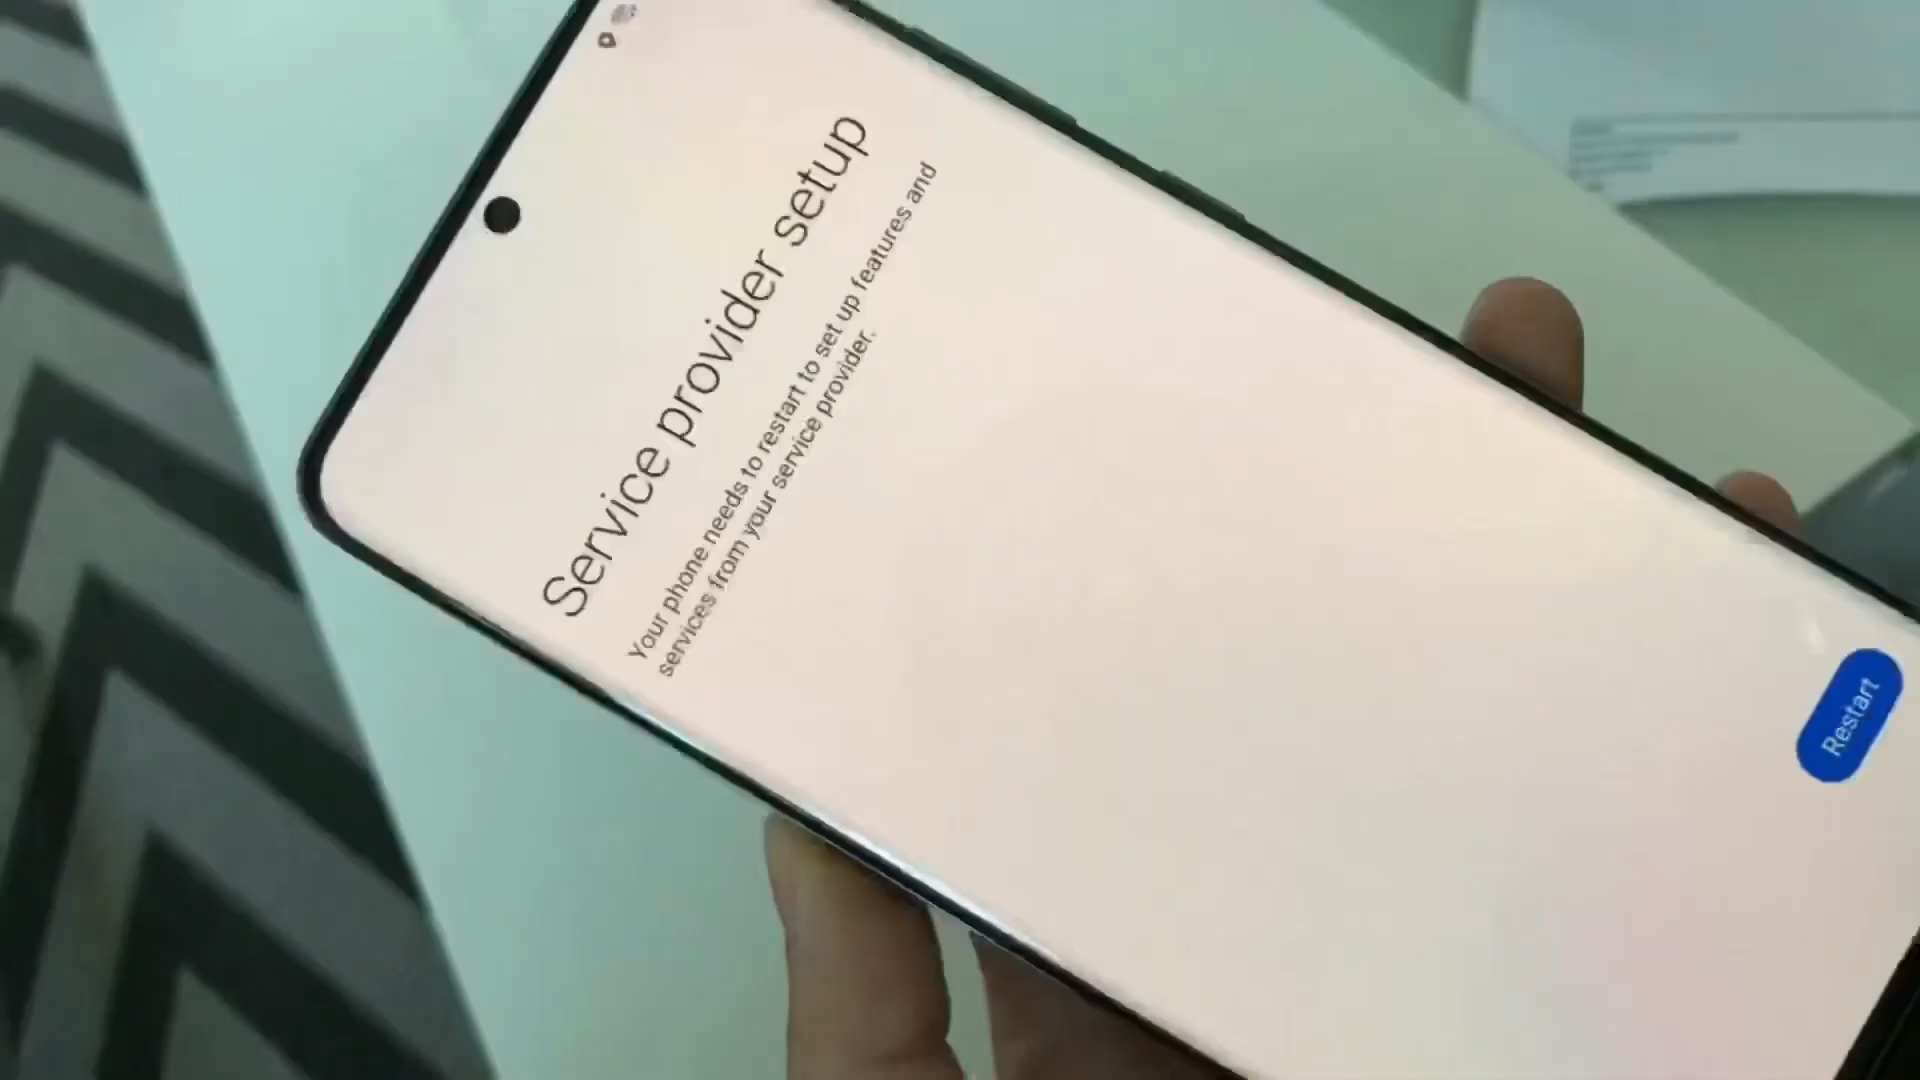 Service provider setup
Your phone needs to restart to set up features and
services from your service provider.
Restart